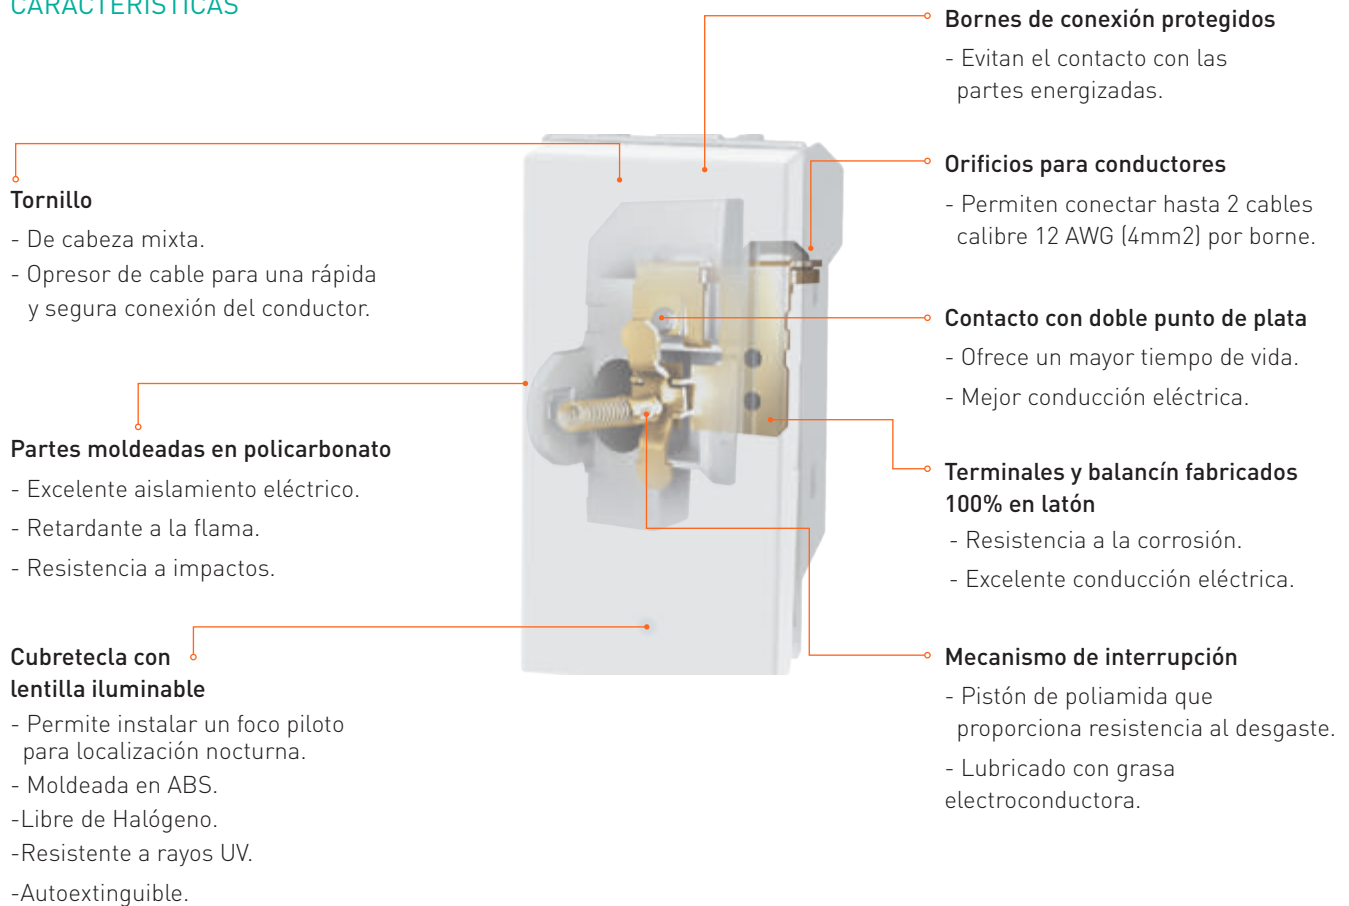 CARACTERÍSTICAS
Tornillo
- De cabeza mixta.
- Opresor de cable para una rápida
y segura conexión del conductor.
Partes moldeadas en policarbonato
- Excelente aislamiento eléctrico.
- Retardante a la flama.
- Resistencia a impactos.
Cubretecla con
lentilla iluminable
- Permite instalar un foco piloto
para localización nocturna.
- Moldeada en ABS.
-Libre de Halógeno.
-Resistente a rayos UV.
-Autoextinguible.
Bornes de conexión protegidos
- Evitan el contacto con las
partes energizadas.
Orificios para conductores
- Permiten conectar hasta 2 cables
calibre 12 AWG (4mm2) por borne.
Contacto con doble punto de plata
- Ofrece un mayor tiempo de vida.
- Mejor conducción eléctrica.
Terminales y balancín fabricados
100% en latón
- Resistencia a la corrosión.
- Excelente conducción eléctrica.
Mecanismo de interrupción
- Pistón de poliamida que
proporciona resistencia al desgaste.
- Lubricado con grasa
electroconductora.